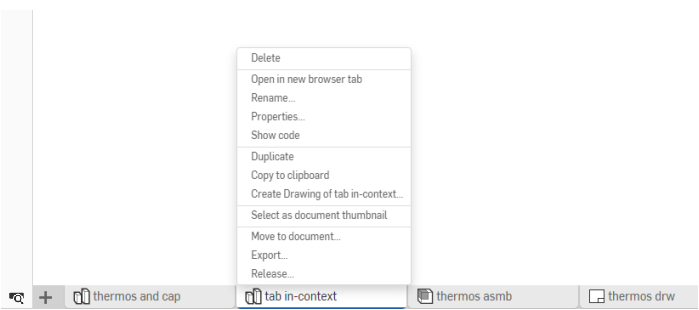 Delete
Open in new browser tab
Rename...
Properties...
Show code
Duplicate
Copy to clipboard
Create Drawing of tab in-context...
Select as document thumbnail
Move to document...
Export...
Release...
thermos and cap
tab in-context
thermos asmb
thermos drw